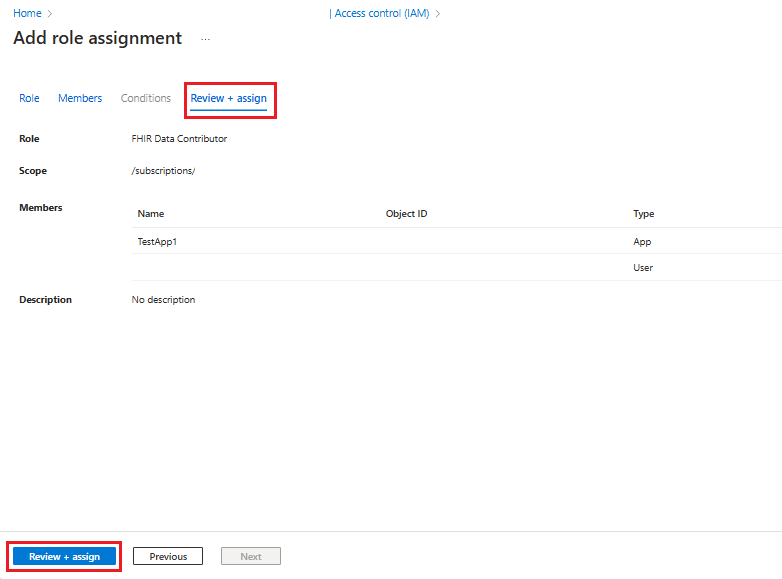 Home >
| Access control (IAM) >
Add role assignment ...
Role Members Conditions Review + assign
Role FHIR Data Contributor
Scope /subscriptions/
Members
Name Object ID Type
TestApp1 App
User
Description No description
Review + assign Previous Next